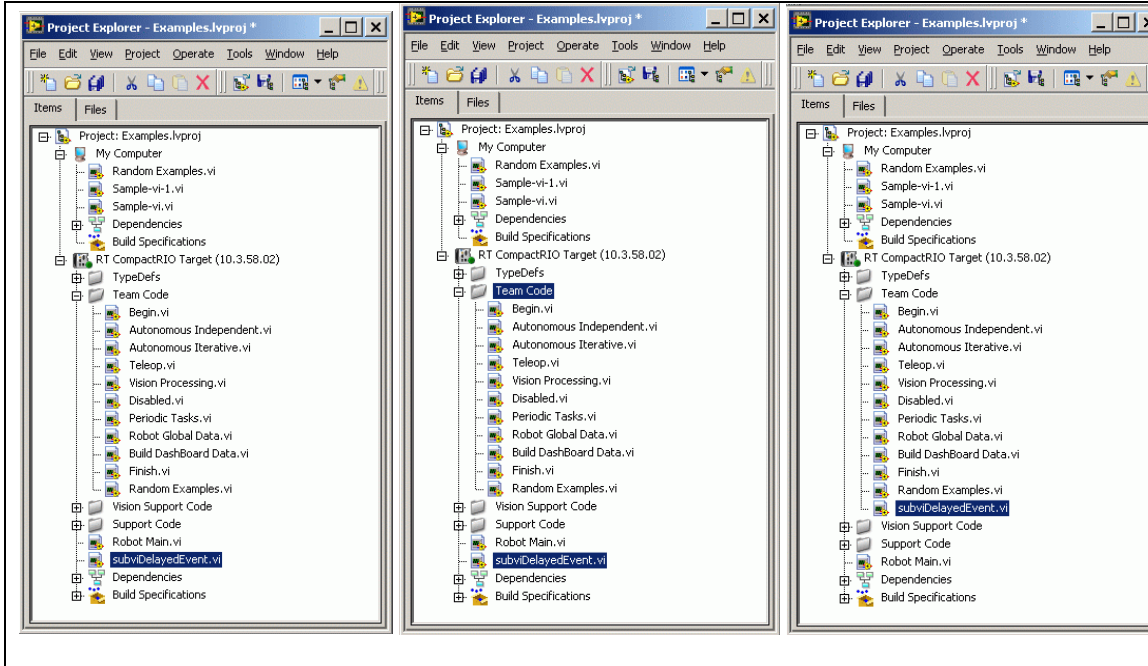 Project Explorer - Examples.lvproj *
File Edit View Project Operate Tools Window Help
Items Files
Project: Examples.lvproj
My Computer
Random Examples.vi
Sample-vi-1.vi
Sample-vi.vi
Dependencies
Build Specifications
RT CompactRIO Target (10.3.58.02)
TypeDefs
Team Code
Begin.vi
Autonomous Independent.vi
Autonomous Iterative.vi
Teleop.vi
Vision Processing.vi
Disabled.vi
Periodic Tasks.vi
Robot Global Data.vi
Build DashBoard Data.vi
Finish.vi
Random Examples.vi
Vision Support Code
Support Code
Robot Main.vi
subviDelayedEvent.vi
Dependencies
Build Specifications
Project Explorer - Examples.lvproj *
File Edit View Project Operate Tools Window Help
Items Files
Project: Examples.lvproj
My Computer
Random Examples.vi
Sample-vi-1.vi
Sample-vi.vi
Dependencies
Build Specifications
RT CompactRIO Target (10.3.58.02)
TypeDefs
Team Code
Begin.vi
Autonomous Independent.vi
Autonomous Iterative.vi
Teleop.vi
Vision Processing.vi
Disabled.vi
Periodic Tasks.vi
Robot Global Data.vi
Build DashBoard Data.vi
Finish.vi
Random Examples.vi
Vision Support Code
Support Code
Robot Main.vi
subviDelayedEvent.vi
Dependencies
Build Specifications
Project Explorer - Examples.lvproj *
File Edit View Project Operate Tools Window Help
Items Files
Project: Examples.lvproj
My Computer
Random Examples.vi
Sample-vi-1.vi
Sample-vi.vi
Dependencies
Build Specifications
RT CompactRIO Target (10.3.58.02)
TypeDefs
Team Code
Begin.vi
Autonomous Independent.vi
Autonomous Iterative.vi
Teleop.vi
Vision Processing.vi
Disabled.vi
Periodic Tasks.vi
Robot Global Data.vi
Build DashBoard Data.vi
Finish.vi
Random Examples.vi
subviDelayedEvent.vi
Vision Support Code
Support Code
Robot Main.vi
Dependencies
Build Specifications